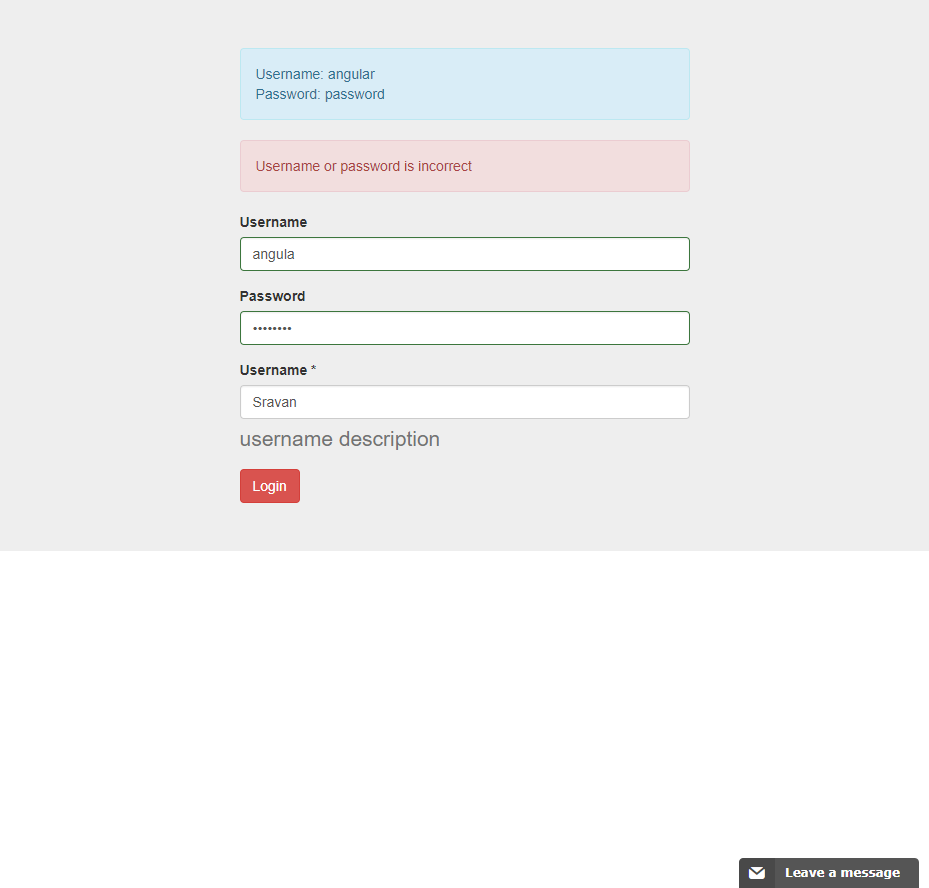 Username: angular
Password: password
Username or password is incorrect
Username
angula
Password
••••••••
Username *
Sravan
username description
Login
Leave a message